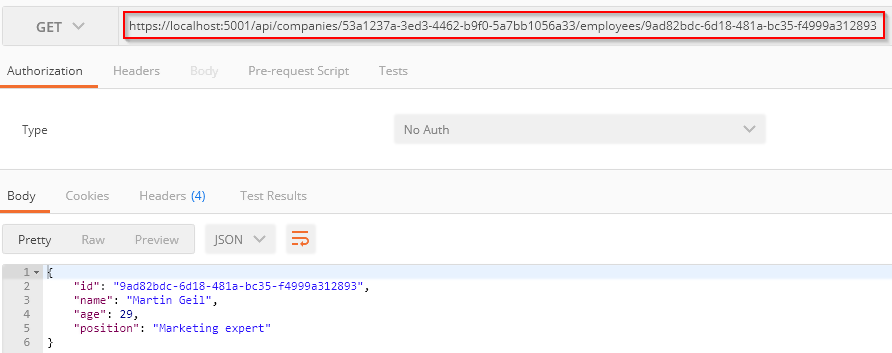 GET https://localhost:5001/api/companies/53a1237a-3ed3-4462-b9f0-5a7bb1056a33/employees/9ad82bdc-6d18-481a-bc35-f4999a312893
Authorization Headers Body Pre-request Script Tests
Type No Auth
Body Cookies Headers (4) Test Results
Pretty Raw Preview JSON
1 {
2 "id": "9ad82bdc-6d18-481a-bc35-f4999a312893",
3 "name": "Martin Geil",
4 "age": 29,
5 "position": "Marketing expert"
6 }